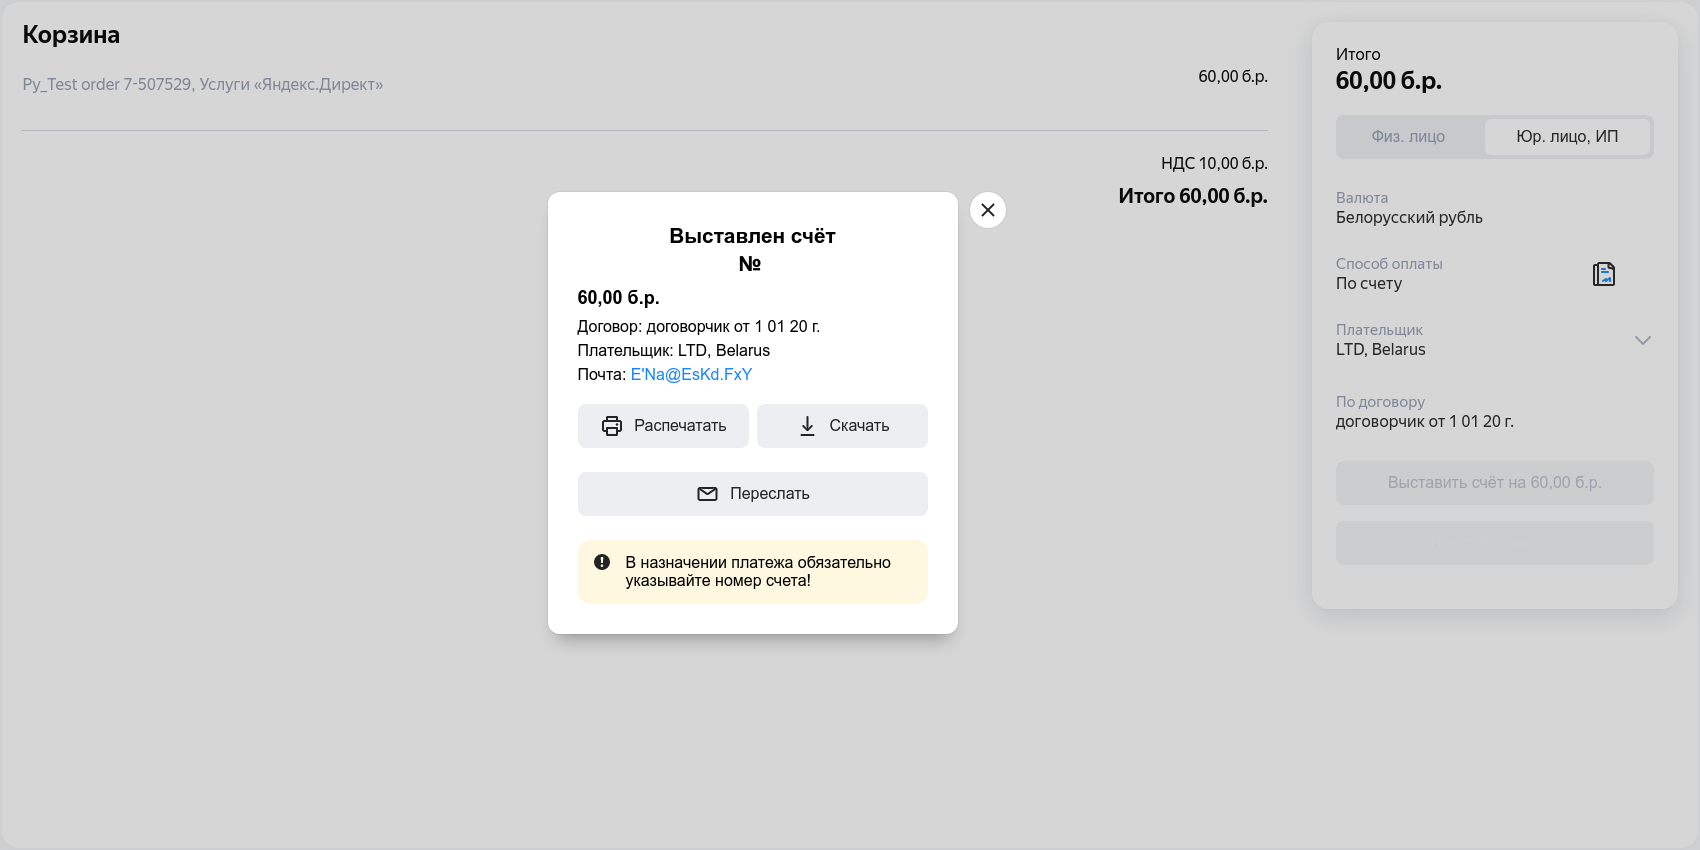 Корзина
Py_Test order 7-507529, Услуги «Яндекс.Директ»
60,00 б.р.
НДС 10,00 б.р.
Итого 60,00 б.р.
Выставлен счёт
№
60,00 б.р.
Договор: договорчик от 1 01 20 г.
Плательщик: LTD, Belarus
Почта: E'Na@EsKd.FxY
Распечатать
Скачать
Переслать
В назначении платежа обязательно
указывайте номер счета!
Итого
60,00 б.р.
Физ. лицо
Юр. лицо, ИП
Валюта
Белорусский рубль
Способ оплаты
По счету
Плательщик
LTD, Belarus
По договору
договорчик от 1 01 20 г.
Выставить счёт на 60,00 б.р.